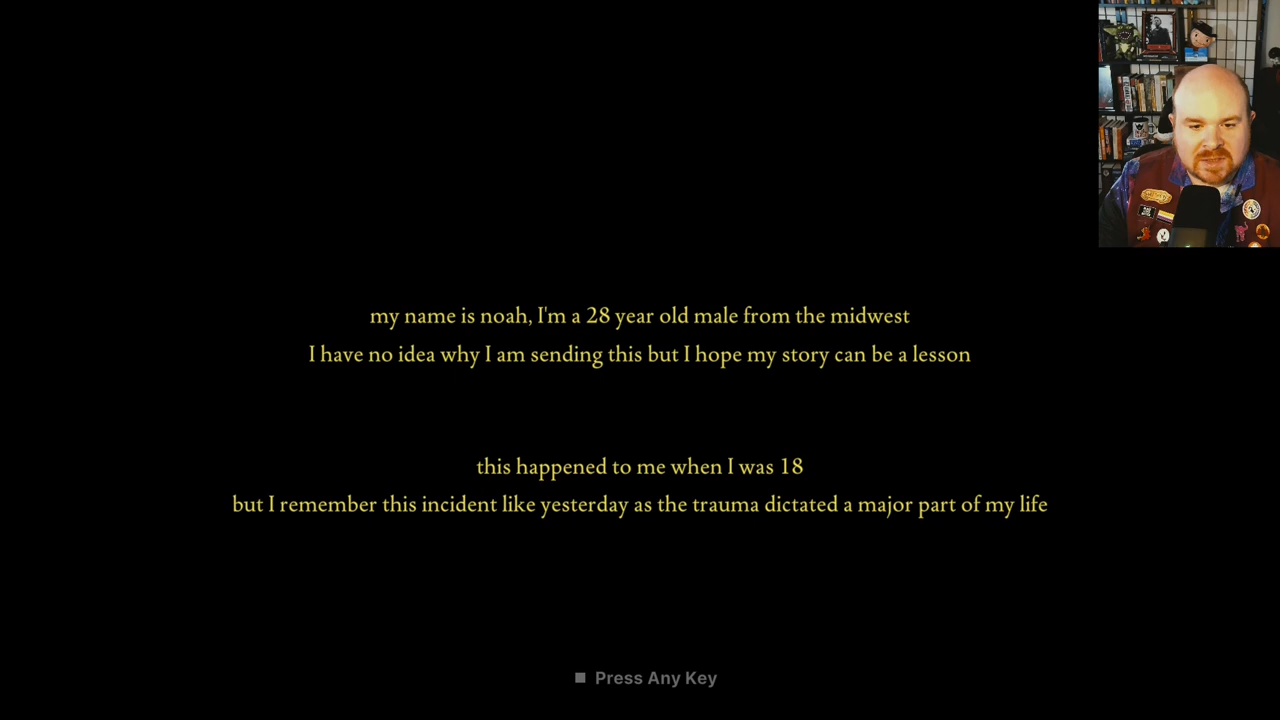 my name is noah, I'm a 28 year old male from the midwest
I have no idea why I am sending this but I hope my story can be a lesson
this happened to me when I was 18
but I remember this incident like yesterday as the trauma dictated a major part of my life
Press Any Key